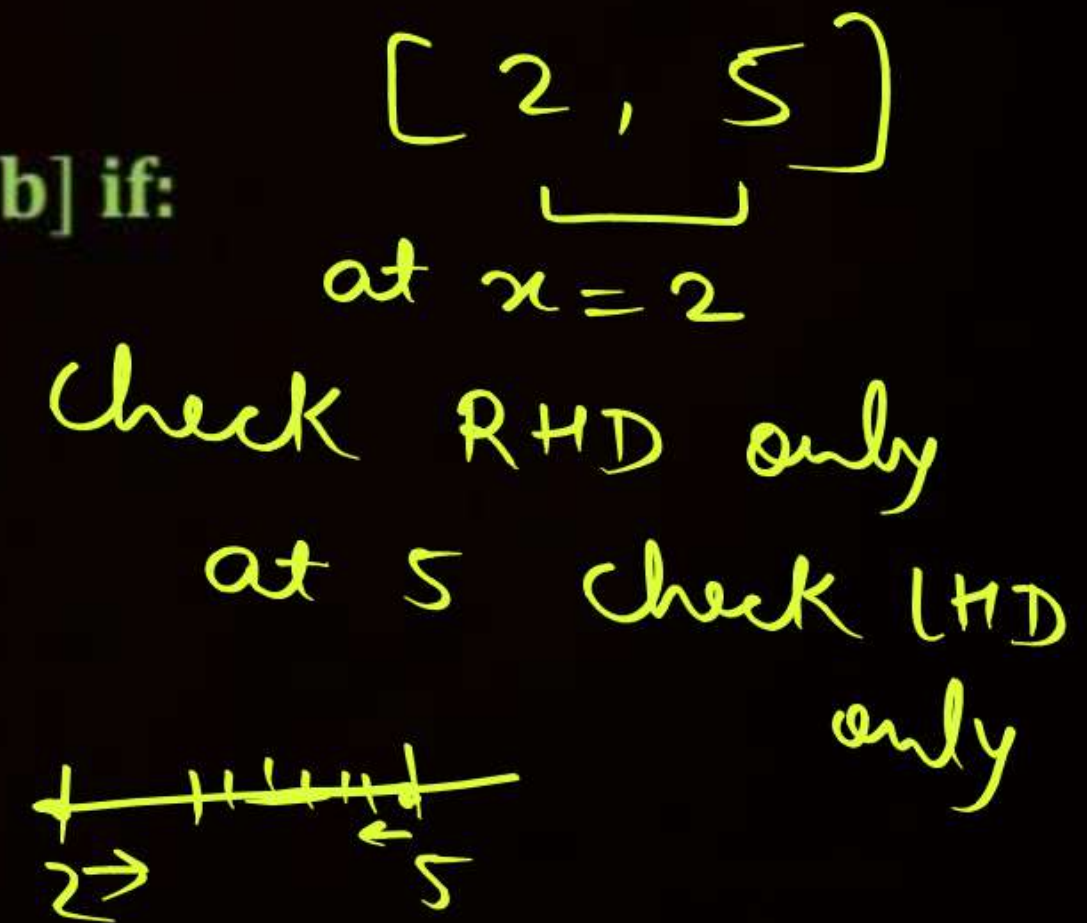 [2, 5]
b] if:
at x = 2
Check RHD only
at 5 Check LHD
only
2→ ← 5